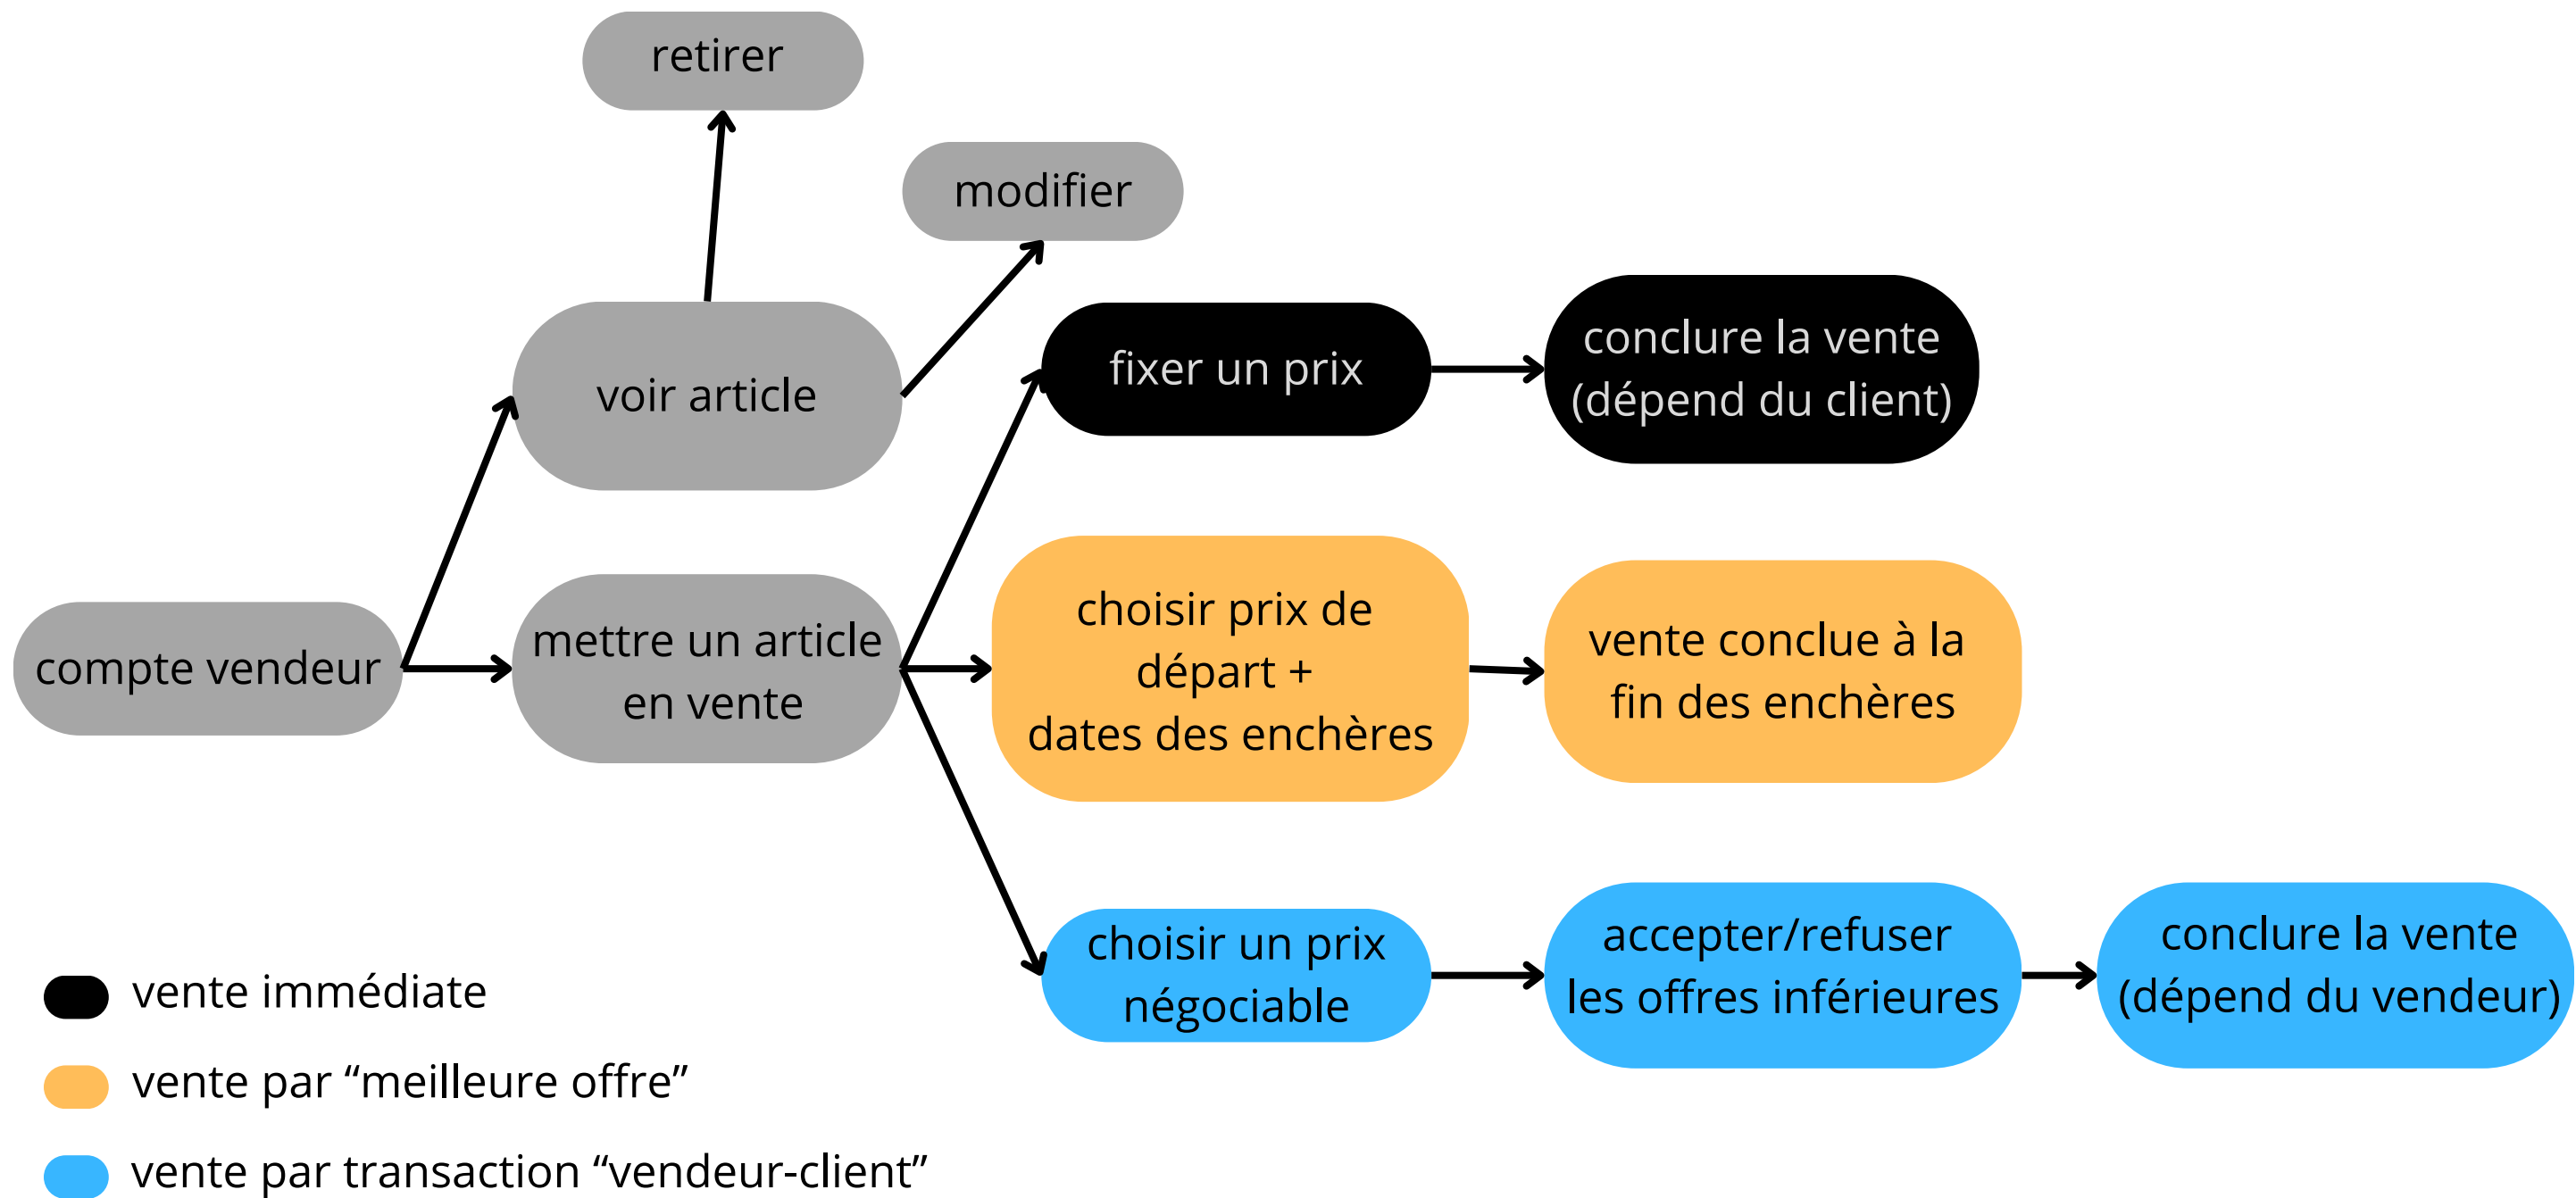 retirer
modifier
voir article
fixer un prix
conclure la vente
(dépend du client)
compte vendeur
mettre un article
en vente
choisir prix de
départ +
dates des enchères
vente conclue à la
fin des enchères
choisir un prix
négociable
accepter/refuser
les offres inférieures
conclure la vente
(dépend du vendeur)
vente immédiate
vente par “meilleure offre”
vente par transaction “vendeur-client”